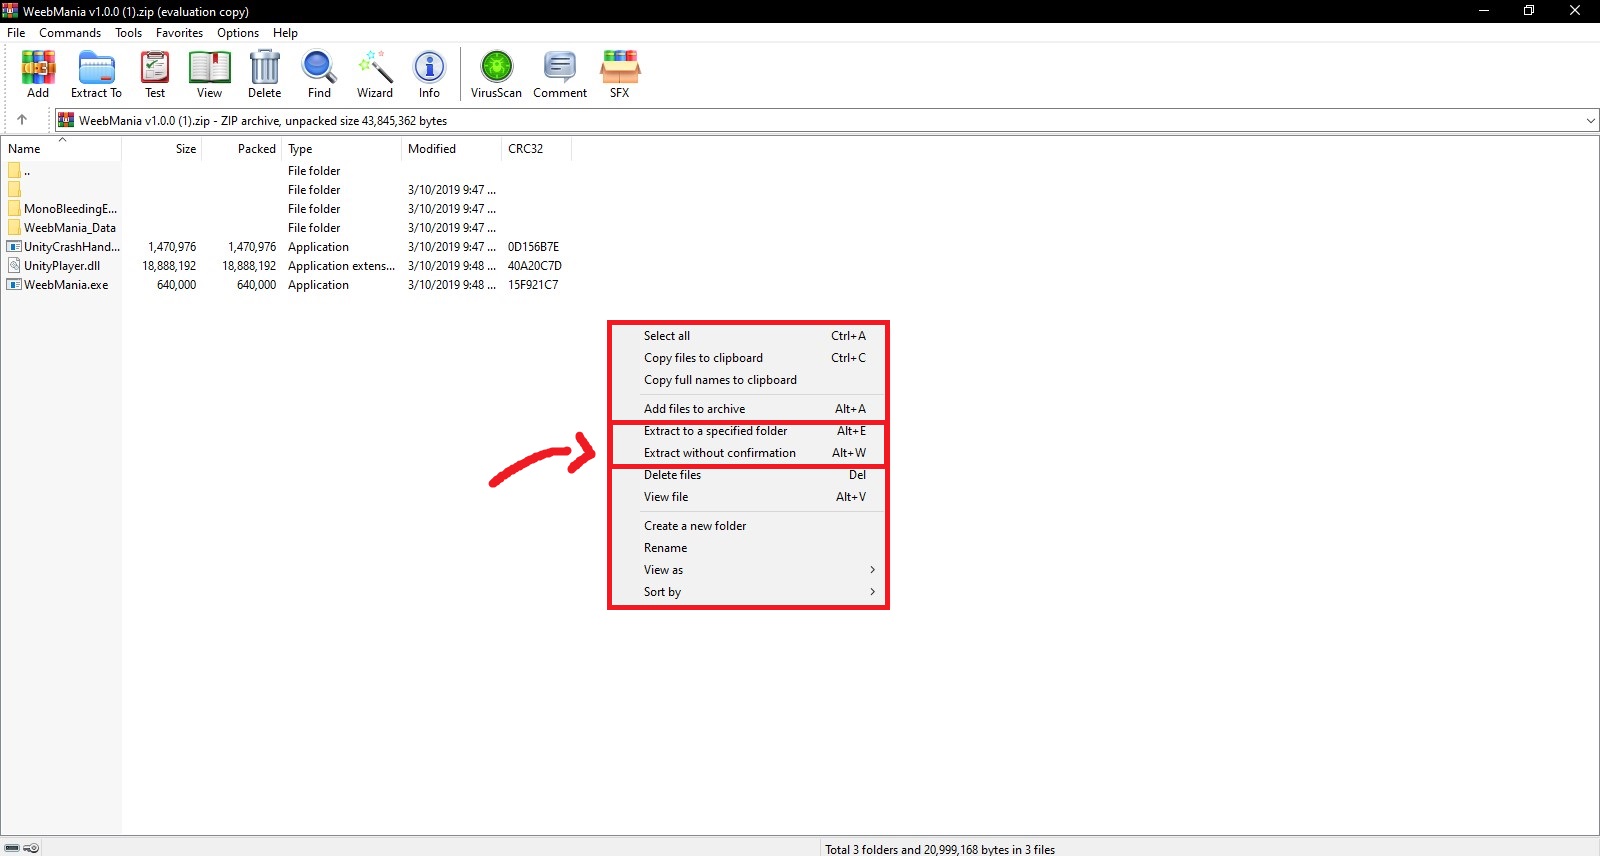 WeebMania v1.0.0 (1).zip (evaluation copy)
File Commands Tools Favorites Options Help
Add Extract To Test View Delete Find Wizard Info VirusScan Comment SFX
WeebMania v1.0.0 (1).zip - ZIP archive, unpacked size 43,845,362 bytes
Name Size Packed Type Modified CRC32
.. File folder
File folder 3/10/2019 9:47 ...
MonoBleedingE... File folder 3/10/2019 9:47 ...
WeebMania_Data File folder 3/10/2019 9:47 ...
UnityCrashHand... 1,470,976 1,470,976 Application 3/10/2019 9:47 ... 0D156B7E
UnityPlayer.dll 18,888,192 18,888,192 Application extens... 3/10/2019 9:48 ... 40A20C7D
WeebMania.exe 640,000 640,000 Application 3/10/2019 9:48 ... 15F921C7
Select all Ctrl+A
Copy files to clipboard Ctrl+C
Copy full names to clipboard
Add files to archive Alt+A
Extract to a specified folder Alt+E
Extract without confirmation Alt+W
Delete files Del
View file Alt+V
Create a new folder
Rename
View as
Sort by
Total 3 folders and 20,999,168 bytes in 3 files